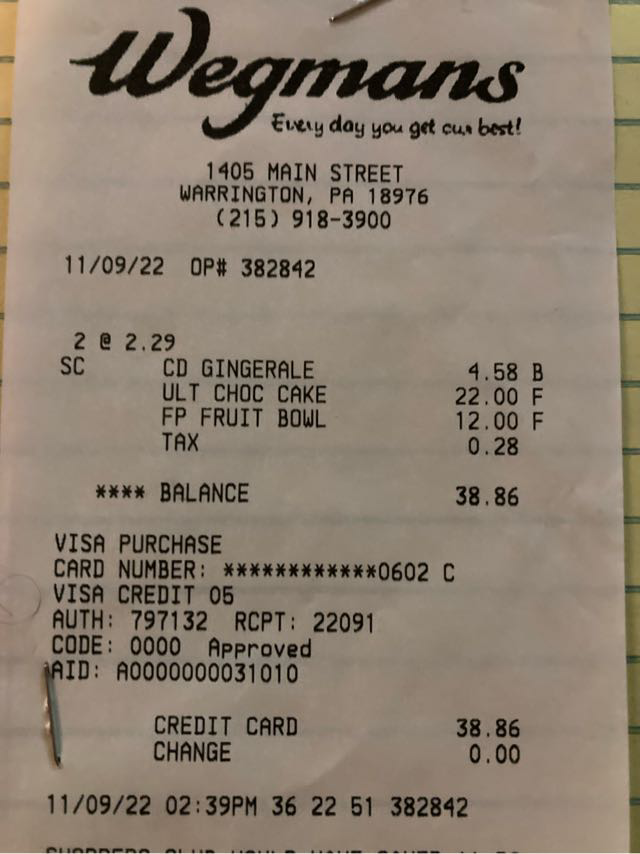 Wegmans
Every day you get our best!
1405 MAIN STREET
WARRINGTON, PA 18976
(215) 918-3900
11/09/22 OP# 382842
2 @ 2.29
SC CD GINGERALE 4.58 B
ULT CHOC CAKE 22.00 F
FP FRUIT BOWL 12.00 F
TAX 0.28
**** BALANCE 38.86
VISA PURCHASE
CARD NUMBER: ************0602 C
VISA CREDIT 05
AUTH: 797132 RCPT: 22091
CODE: 0000 Approved
AID: A0000000031010
CREDIT CARD 38.86
CHANGE 0.00
11/09/22 02:39PM 36 22 51 382842